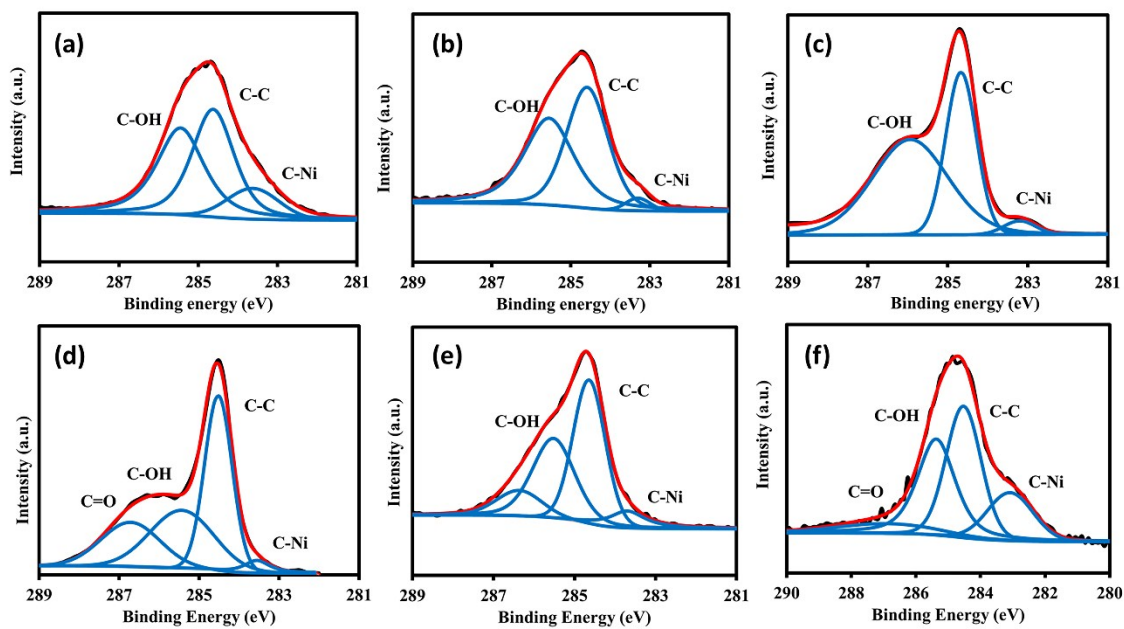 (a)
C-OH
C-C
C-Ni
Intensity (a.u.)
289 287 285 283 281
Binding energy (eV)
(b)
C-OH
C-C
C-Ni
Intensity (a.u.)
289 287 285 283 281
Binding energy (eV)
(c)
C-OH
C-C
C-Ni
Intensity (a.u.)
289 287 285 283 281
Binding energy (eV)
(d)
C=O
C-OH
C-C
C-Ni
Intensity (a.u.)
289 287 285 283 281
Binding Energy (eV)
(e)
C-OH
C-C
C-Ni
Intensity (a.u.)
289 287 285 283 281
Binding Energy (eV)
(f)
C=O
C-OH
C-C
C-Ni
Intensity (a.u.)
290 288 286 284 282 280
Binding Energy (eV)